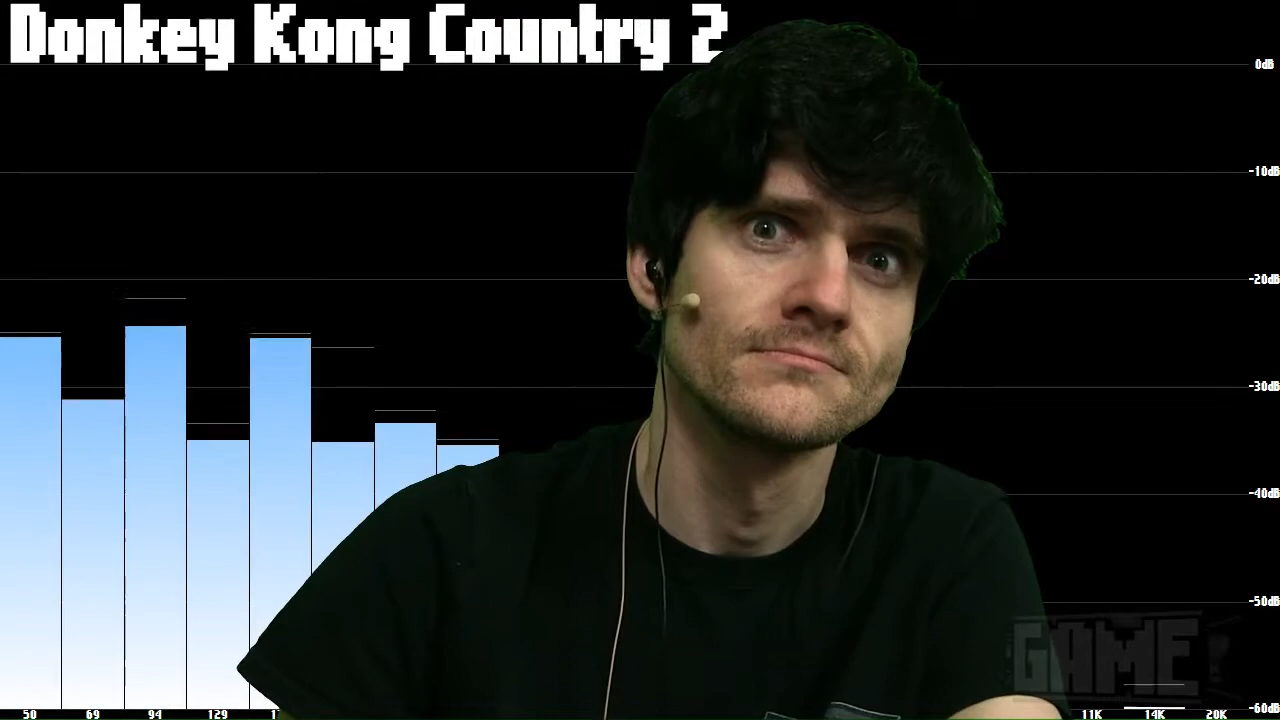 Donkey Kong Country 2
0dB
-10dB
-20dB
-30dB
-40dB
-50dB
GAME
-60dB
50 69 94 129 11K 14K 20K